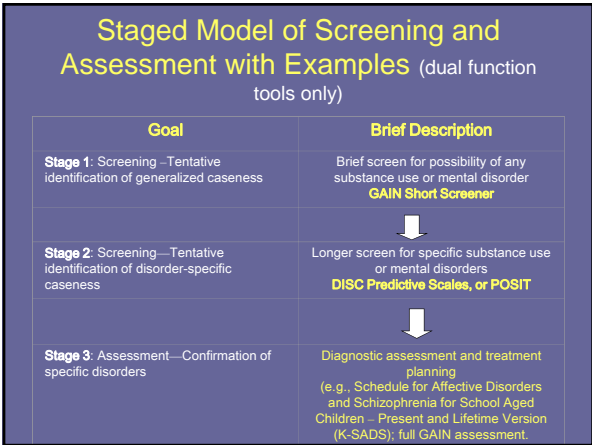 Staged Model of Screening and
Assessment with Examples (dual function
tools only)
Goal
Brief Description
Stage 1: Screening –Tentative
identification of generalized caseness
Brief screen for possibility of any
substance use or mental disorder
GAIN Short Screener
Stage 2: Screening—Tentative
identification of disorder-specific
caseness
Longer screen for specific substance use
or mental disorders
DISC Predictive Scales, or POSIT
Stage 3: Assessment—Confirmation of
specific disorders
Diagnostic assessment and treatment
planning
(e.g., Schedule for Affective Disorders
and Schizophrenia for School Aged
Children – Present and Lifetime Version
(K-SADS); full GAIN assessment.